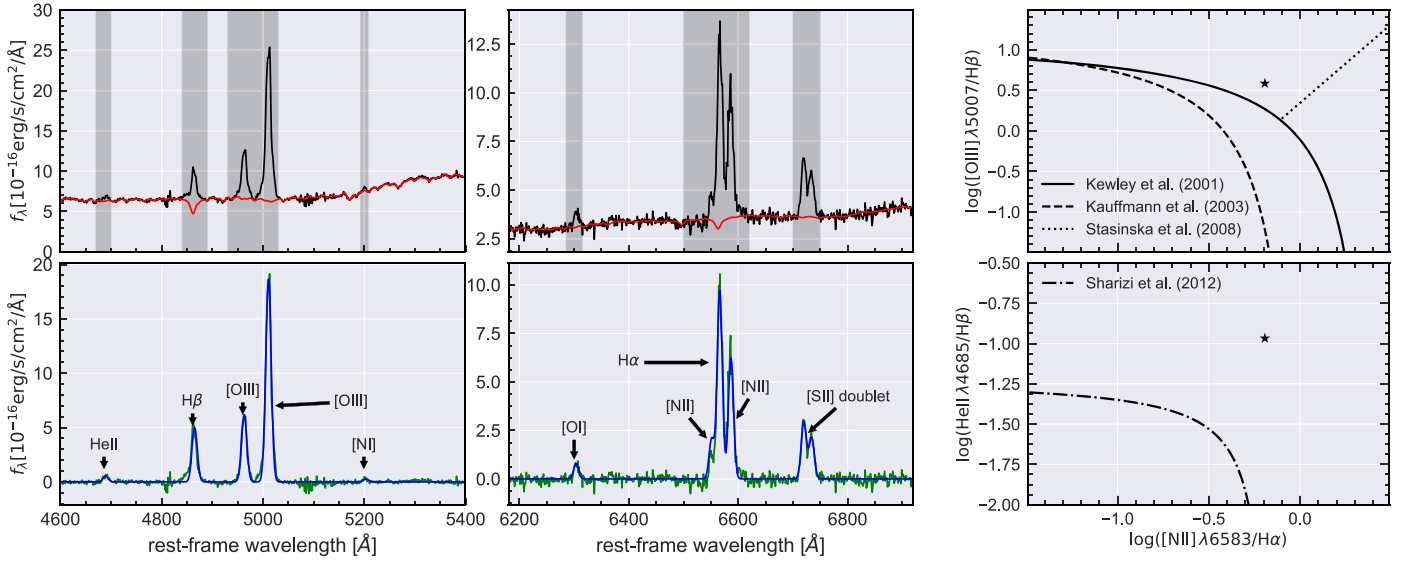 30
25
20
15
10
5
0
fλ[10⁻¹⁶erg/s/cm²/Å]
12.5
10.0
7.5
5.0
2.5
1.0
0.5
0.0
−0.5
−1.0
log([OIII] λ5007/Hβ)
Kewley et al. (2001)
Kauffmann et al. (2003)
Stasinska et al. (2008)
20
15
10
5
0
fλ[10⁻¹⁶erg/s/cm²/Å]
HeII
Hβ
[OIII]
[OIII]
[NI]
4600
4800
5000
5200
5400
rest-frame wavelength [Å]
10.0
7.5
5.0
2.5
0.0
[OI]
Hα
[NII]
[NII]
[SII] doublet
6200
6400
6600
6800
rest-frame wavelength [Å]
−0.50
−0.75
−1.00
−1.25
−1.50
−1.75
−2.00
log(HeII λ4685/Hβ)
Sharizi et al. (2012)
−1.0
−0.5
0.0
log([NII] λ6583/Hα)